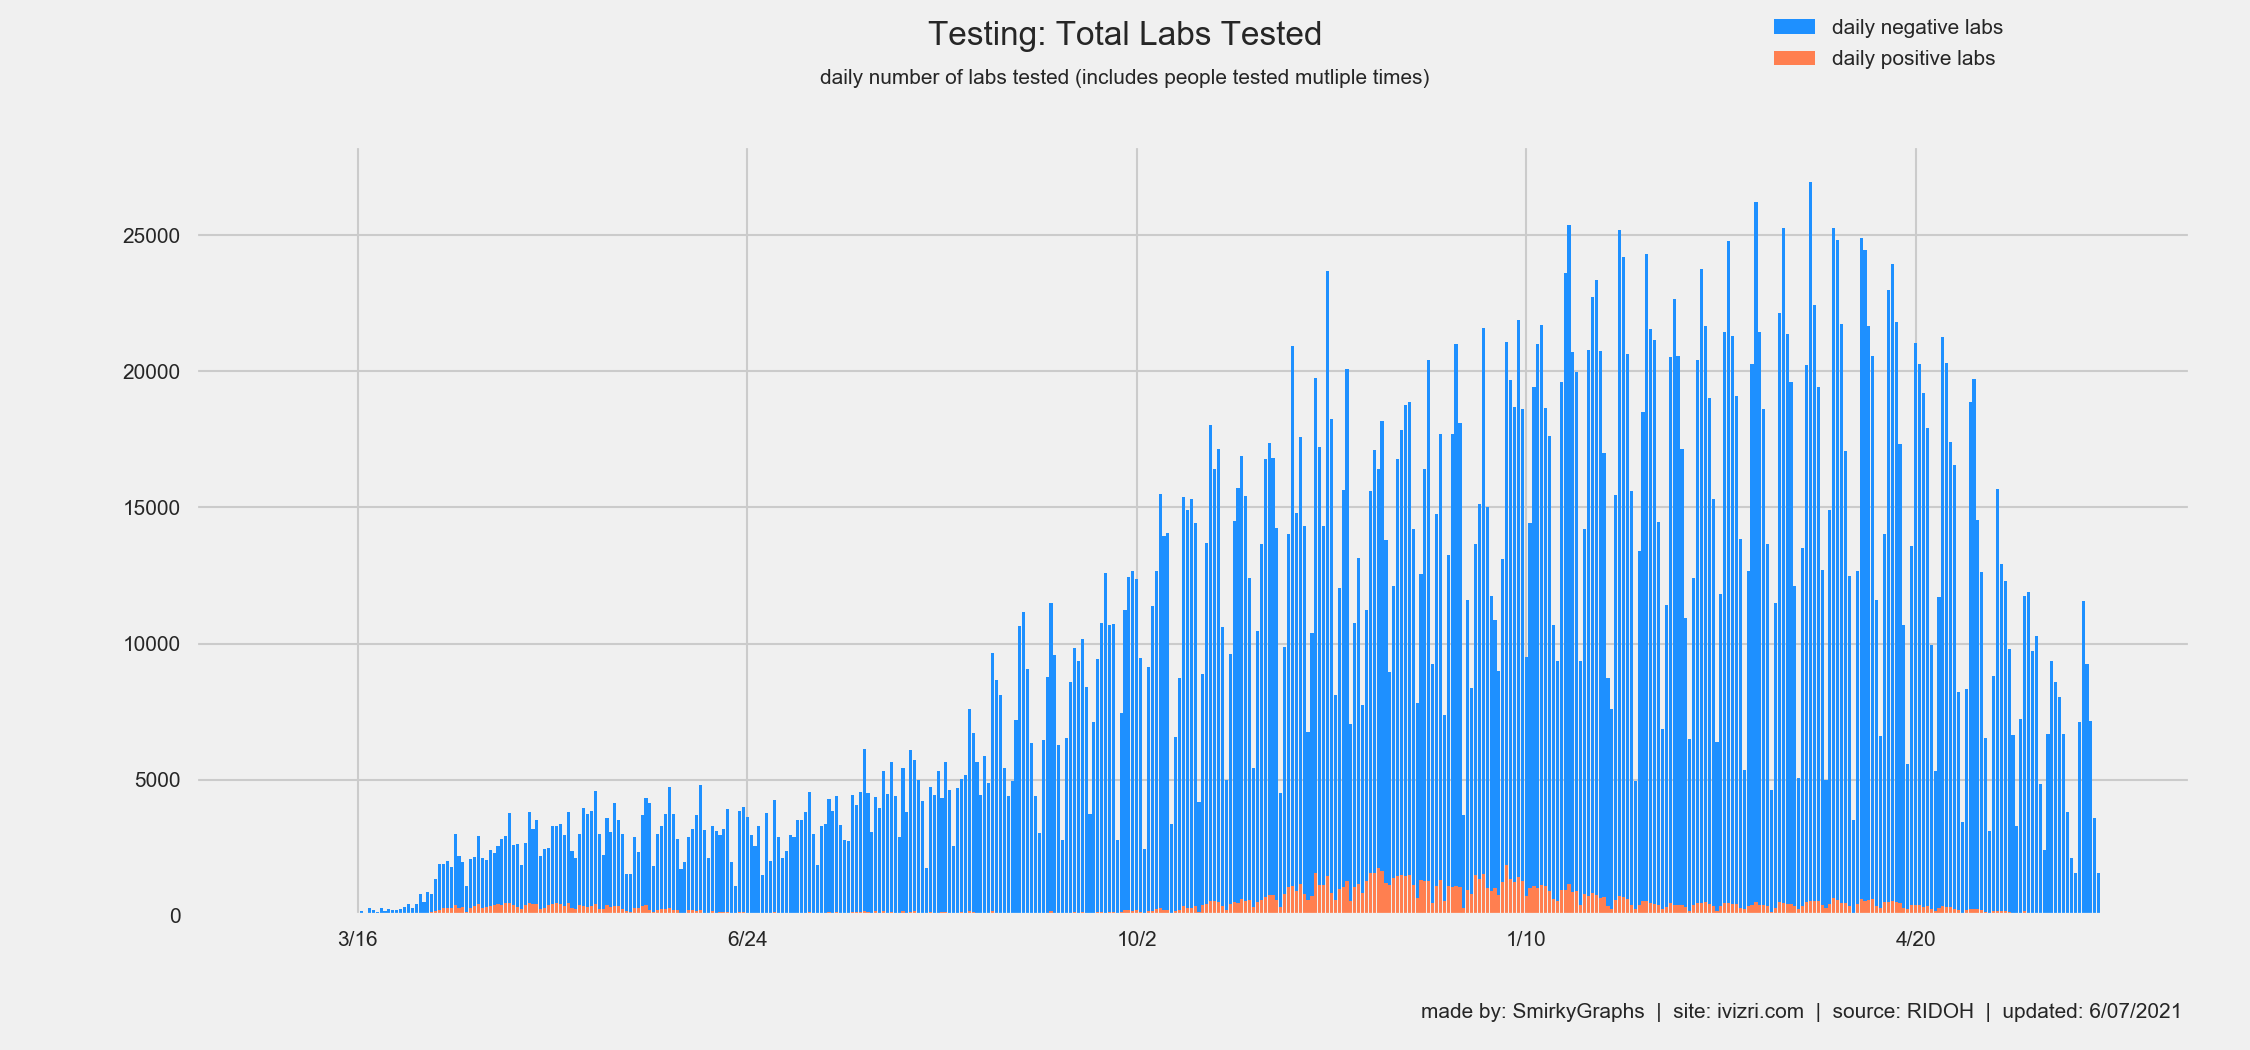 Testing: Total Labs Tested
daily number of labs tested (includes people tested mutliple times)
daily negative labs
daily positive labs
25000
20000
15000
10000
5000
0
3/16
6/24
10/2
1/10
4/20
made by: SmirkyGraphs | site: ivizri.com | source: RIDOH | updated: 6/07/2021